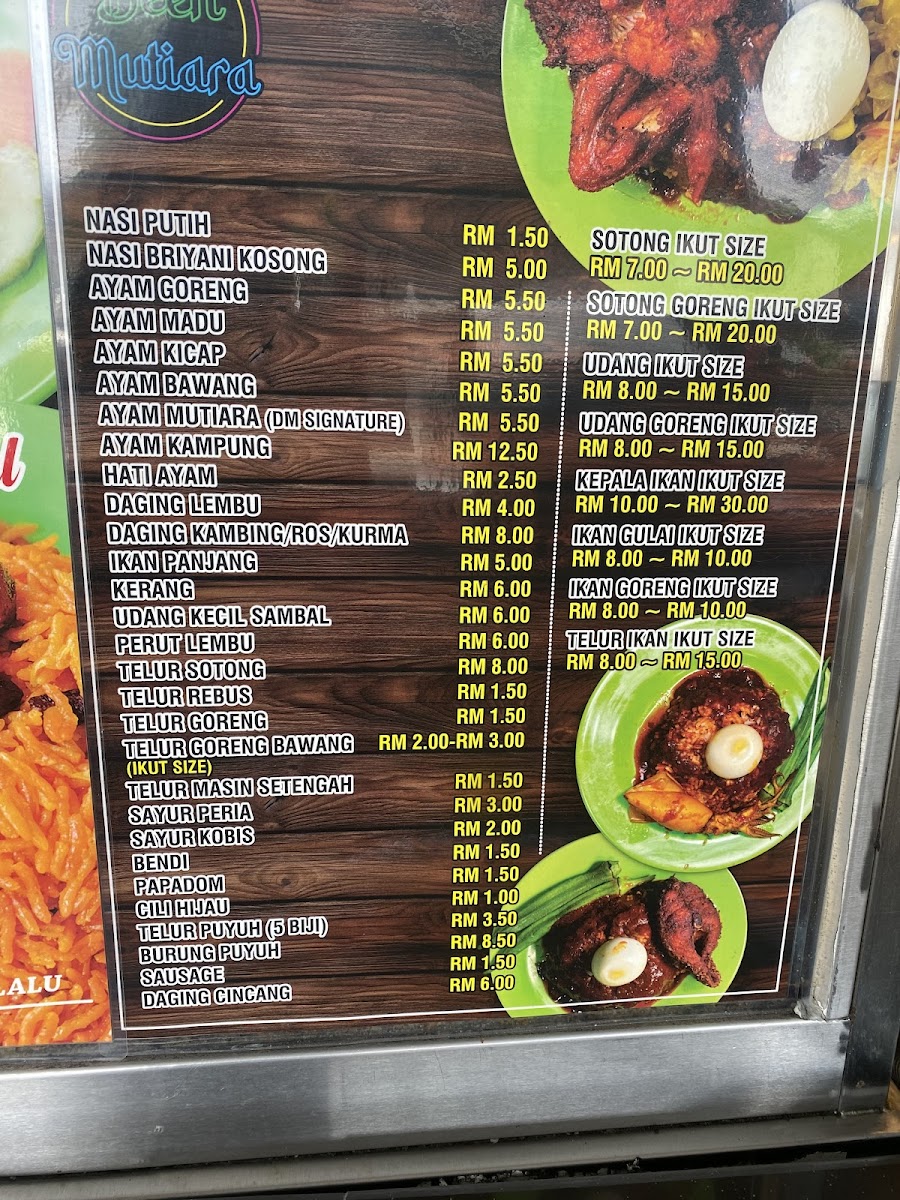 Deen
Mutiara
NASI PUTIH RM 1.50
NASI BRIYANI KOSONG RM 5.00
AYAM GORENG RM 5.50
AYAM MADU RM 5.50
AYAM KICAP RM 5.50
AYAM BAWANG RM 5.50
AYAM MUTIARA (DM SIGNATURE) RM 5.50
AYAM KAMPUNG RM 12.50
HATI AYAM RM 2.50
DAGING LEMBU RM 4.00
DAGING KAMBING/ROS/KURMA RM 8.00
IKAN PANJANG RM 5.00
KERANG RM 6.00
UDANG KECIL SAMBAL RM 6.00
PERUT LEMBU RM 6.00
TELUR SOTONG RM 8.00
TELUR REBUS RM 1.50
TELUR GORENG RM 1.50
TELUR GORENG BAWANG RM 2.00-RM 3.00
(IKUT SIZE)
TELUR MASIN SETENGAH RM 1.50
SAYUR PERIA RM 3.00
SAYUR KOBIS RM 2.00
BENDI RM 1.50
PAPADOM RM 1.50
CILI HIJAU RM 1.00
TELUR PUYUH (5 BIJI) RM 3.50
BURUNG PUYUH RM 8.50
SAUSAGE RM 1.50
DAGING CINCANG RM 6.00
SOTONG IKUT SIZE
RM 7.00 ~ RM 20.00
SOTONG GORENG IKUT SIZE
RM 7.00 ~ RM 20.00
UDANG IKUT SIZE
RM 8.00 ~ RM 15.00
UDANG GORENG IKUT SIZE
RM 8.00 ~ RM 15.00
KEPALA IKAN IKUT SIZE
RM 10.00 ~ RM 30.00
IKAN GULAI IKUT SIZE
RM 8.00 ~ RM 10.00
IKAN GORENG IKUT SIZE
RM 8.00 ~ RM 10.00
TELUR IKAN IKUT SIZE
RM 8.00 ~ RM 15.00